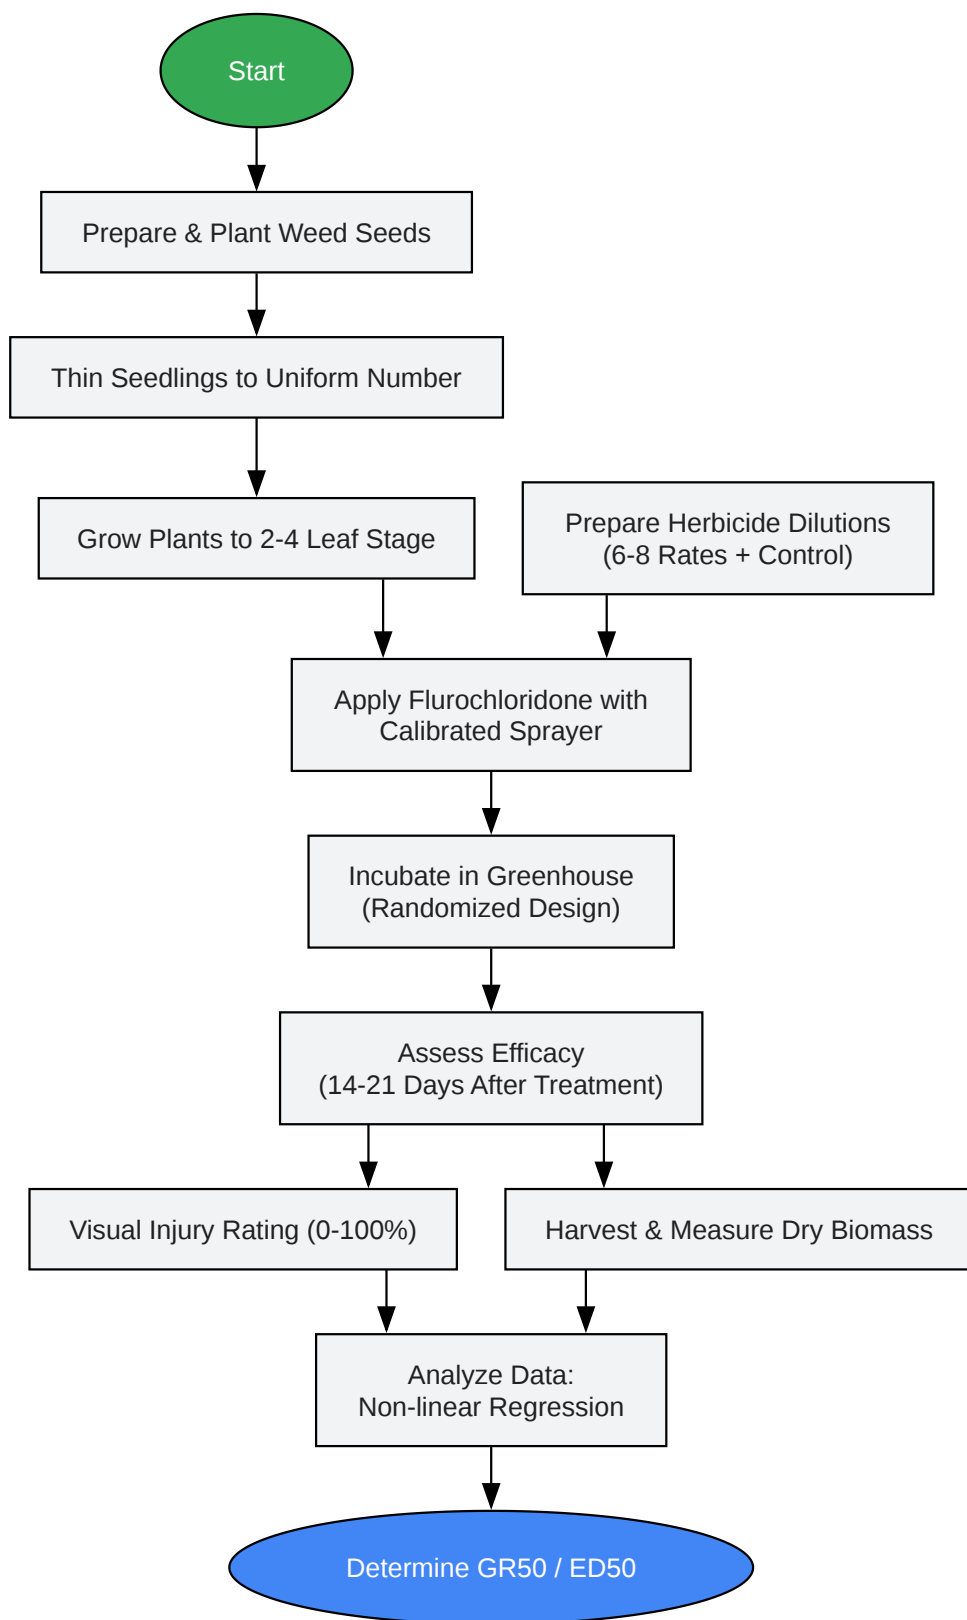 Start
Prepare & Plant Weed Seeds
Thin Seedlings to Uniform Number
Grow Plants to 2-4 Leaf Stage
Prepare Herbicide Dilutions
(6-8 Rates + Control)
Apply Flurochloridone with
Calibrated Sprayer
Incubate in Greenhouse
(Randomized Design)
Assess Efficacy
(14-21 Days After Treatment)
Visual Injury Rating (0-100%)
Harvest & Measure Dry Biomass
Analyze Data:
Non-linear Regression
Determine GR50 / ED50